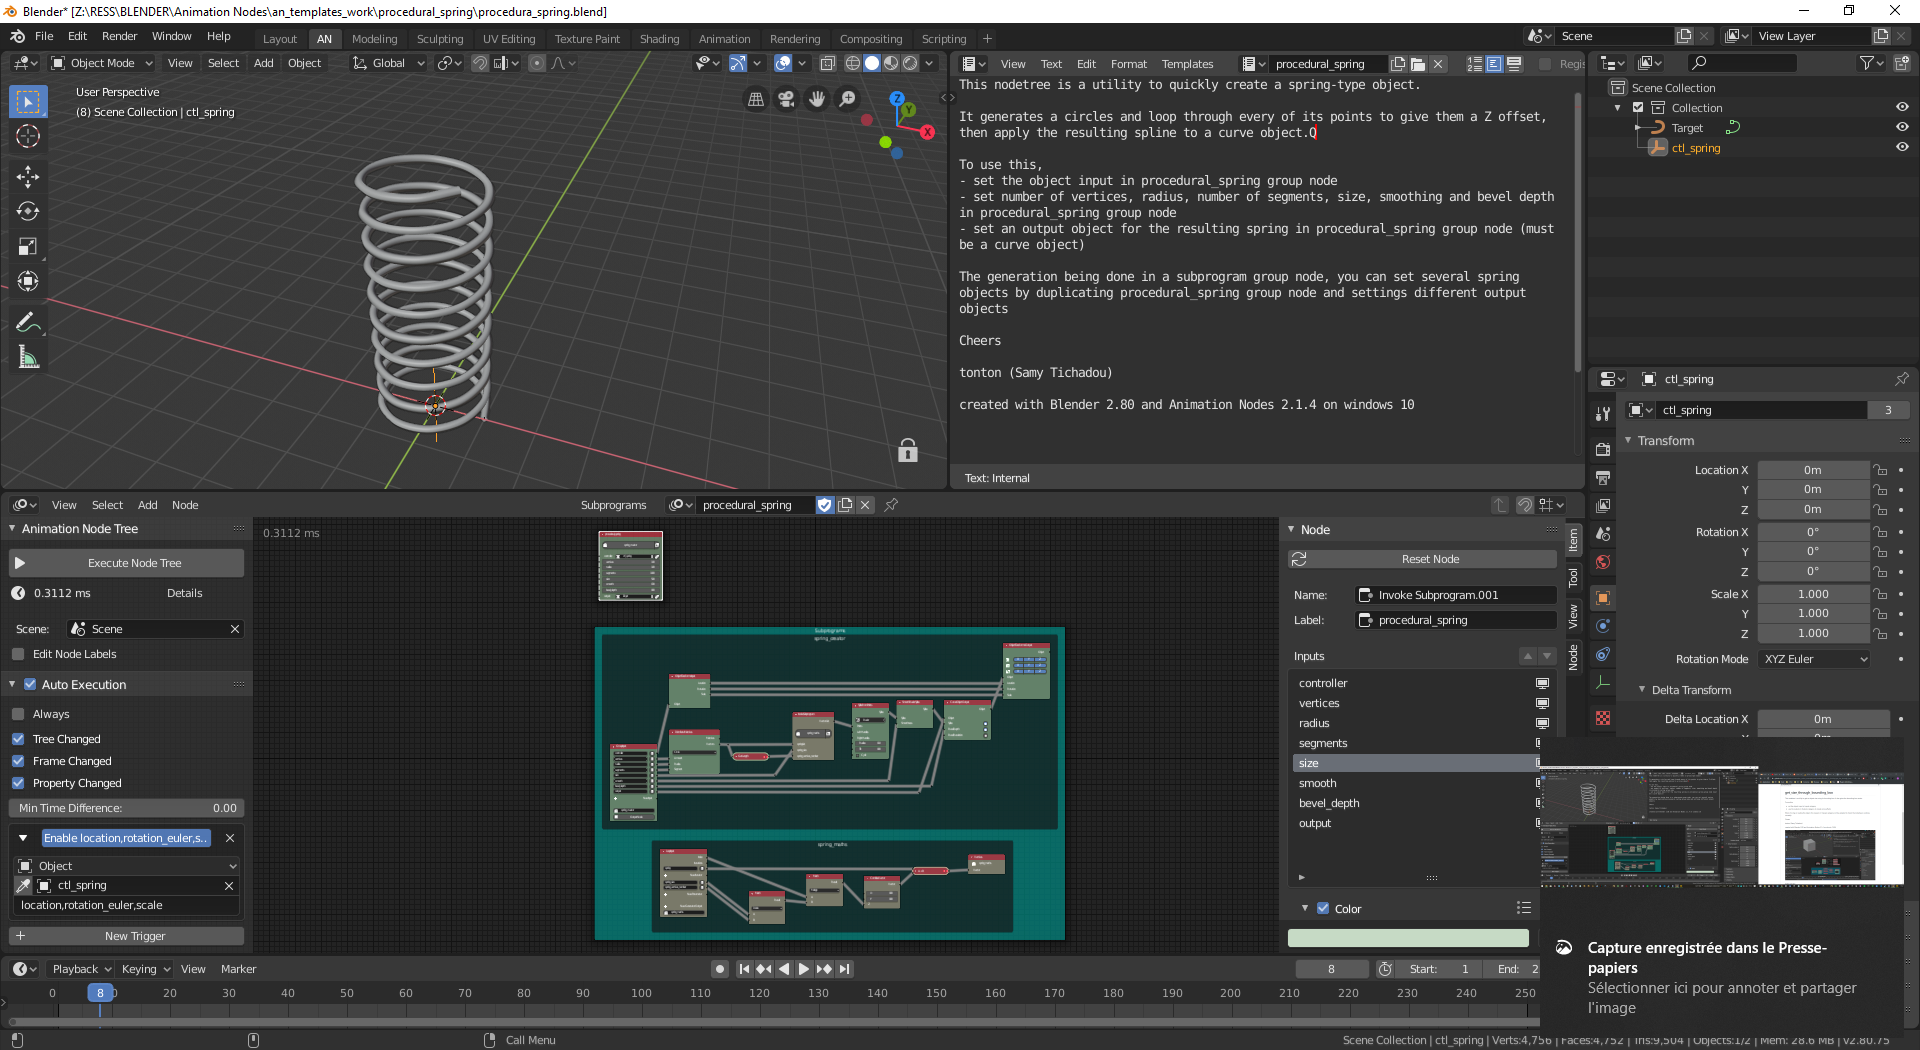 Blender* [Z:\RESS\BLENDER\Animation Nodes\an_templates_work\procedural_spring\procedura_spring.blend]
File Edit Render Window Help Layout AN Modeling Sculpting UV Editing Texture Paint Shading Animation Rendering Compositing Scripting + Scene View Layer
Object Mode View Select Add Object Global
View Text Edit Format Templates procedural_spring Regis
User Perspective
(8) Scene Collection | ctl_spring
Z
Y
X
This nodetree is a utility to quickly create a spring-type object.
It generates a circles and loop through every of its points to give them a Z offset,
then apply the resulting spline to a curve object.Q
To use this,
- set the object input in procedural_spring group node
- set number of vertices, radius, number of segments, size, smoothing and bevel depth
in procedural_spring group node
- set an output object for the resulting spring in procedural_spring group node (must
be a curve object)
The generation being done in a subprogram group node, you can set several spring
objects by duplicating procedural_spring group node and settings different output
objects
Cheers
tonton (Samy Tichadou)
created with Blender 2.80 and Animation Nodes 2.1.4 on windows 10
Text: Internal
Scene Collection
Collection
Target
ctl_spring
ctl_spring
ctl_spring 3
Transform
Location X 0m
Y 0m
Z 0m
Rotation X 0°
Y 0°
Z 0°
Scale X 1.000
Y 1.000
Z 1.000
Rotation Mode XYZ Euler
Delta Transform
Delta Location X 0m
View Select Add Node Subprograms procedural_spring
Animation Node Tree
Execute Node Tree
0.3112 ms Details
Scene: Scene
Edit Node Labels
Auto Execution
Always
Tree Changed
Frame Changed
Property Changed
Min Time Difference: 0.00
Enable location,rotation_euler,s..
Object
ctl_spring
location,rotation_euler,scale
New Trigger
0.3112 ms
Subprograms
Node
Reset Node
Name: Invoke Subprogram.001
Label: procedural_spring
Inputs
controller
vertices
radius
segments
size
smooth
bevel_depth
output
Color
Item
Tool
View
Node
Capture enregistrée dans le Presse-
papiers
Sélectionner ici pour annoter et partager
l'image
Playback Keying View Marker 8 Start: 1 End: 2
0 8 20 30 40 50 60 70 80 90 100 110 120 130 140 150 160 170 180 190 200 210 220 230 240 250
Call Menu
Scene Collection | ctl_spring | Verts:4,756 | Faces:4,752 | Tris:9,504 | Objects:1/2 | Mem: 28.6 MB | v2.80.75